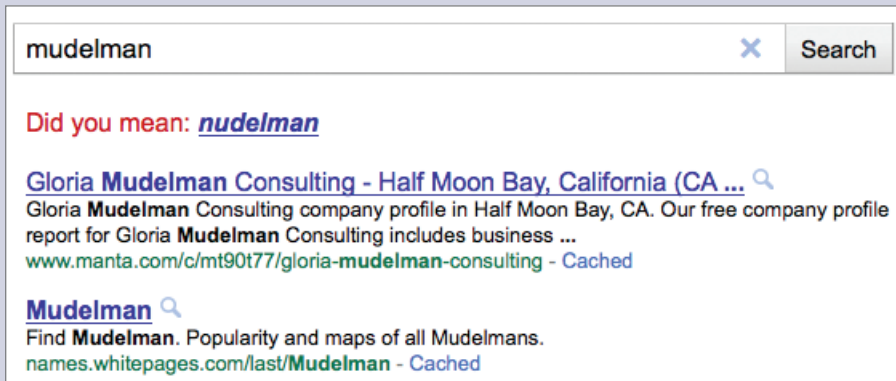 mudelman
Search
Did you mean: nudelman
Gloria Mudelman Consulting - Half Moon Bay, California (CA ...
Gloria Mudelman Consulting company profile in Half Moon Bay, CA. Our free company profile
report for Gloria Mudelman Consulting includes business ...
www.manta.com/c/mt90t77/gloria-mudelman-consulting - Cached
Mudelman
Find Mudelman. Popularity and maps of all Mudelmans.
names.whitepages.com/last/Mudelman - Cached